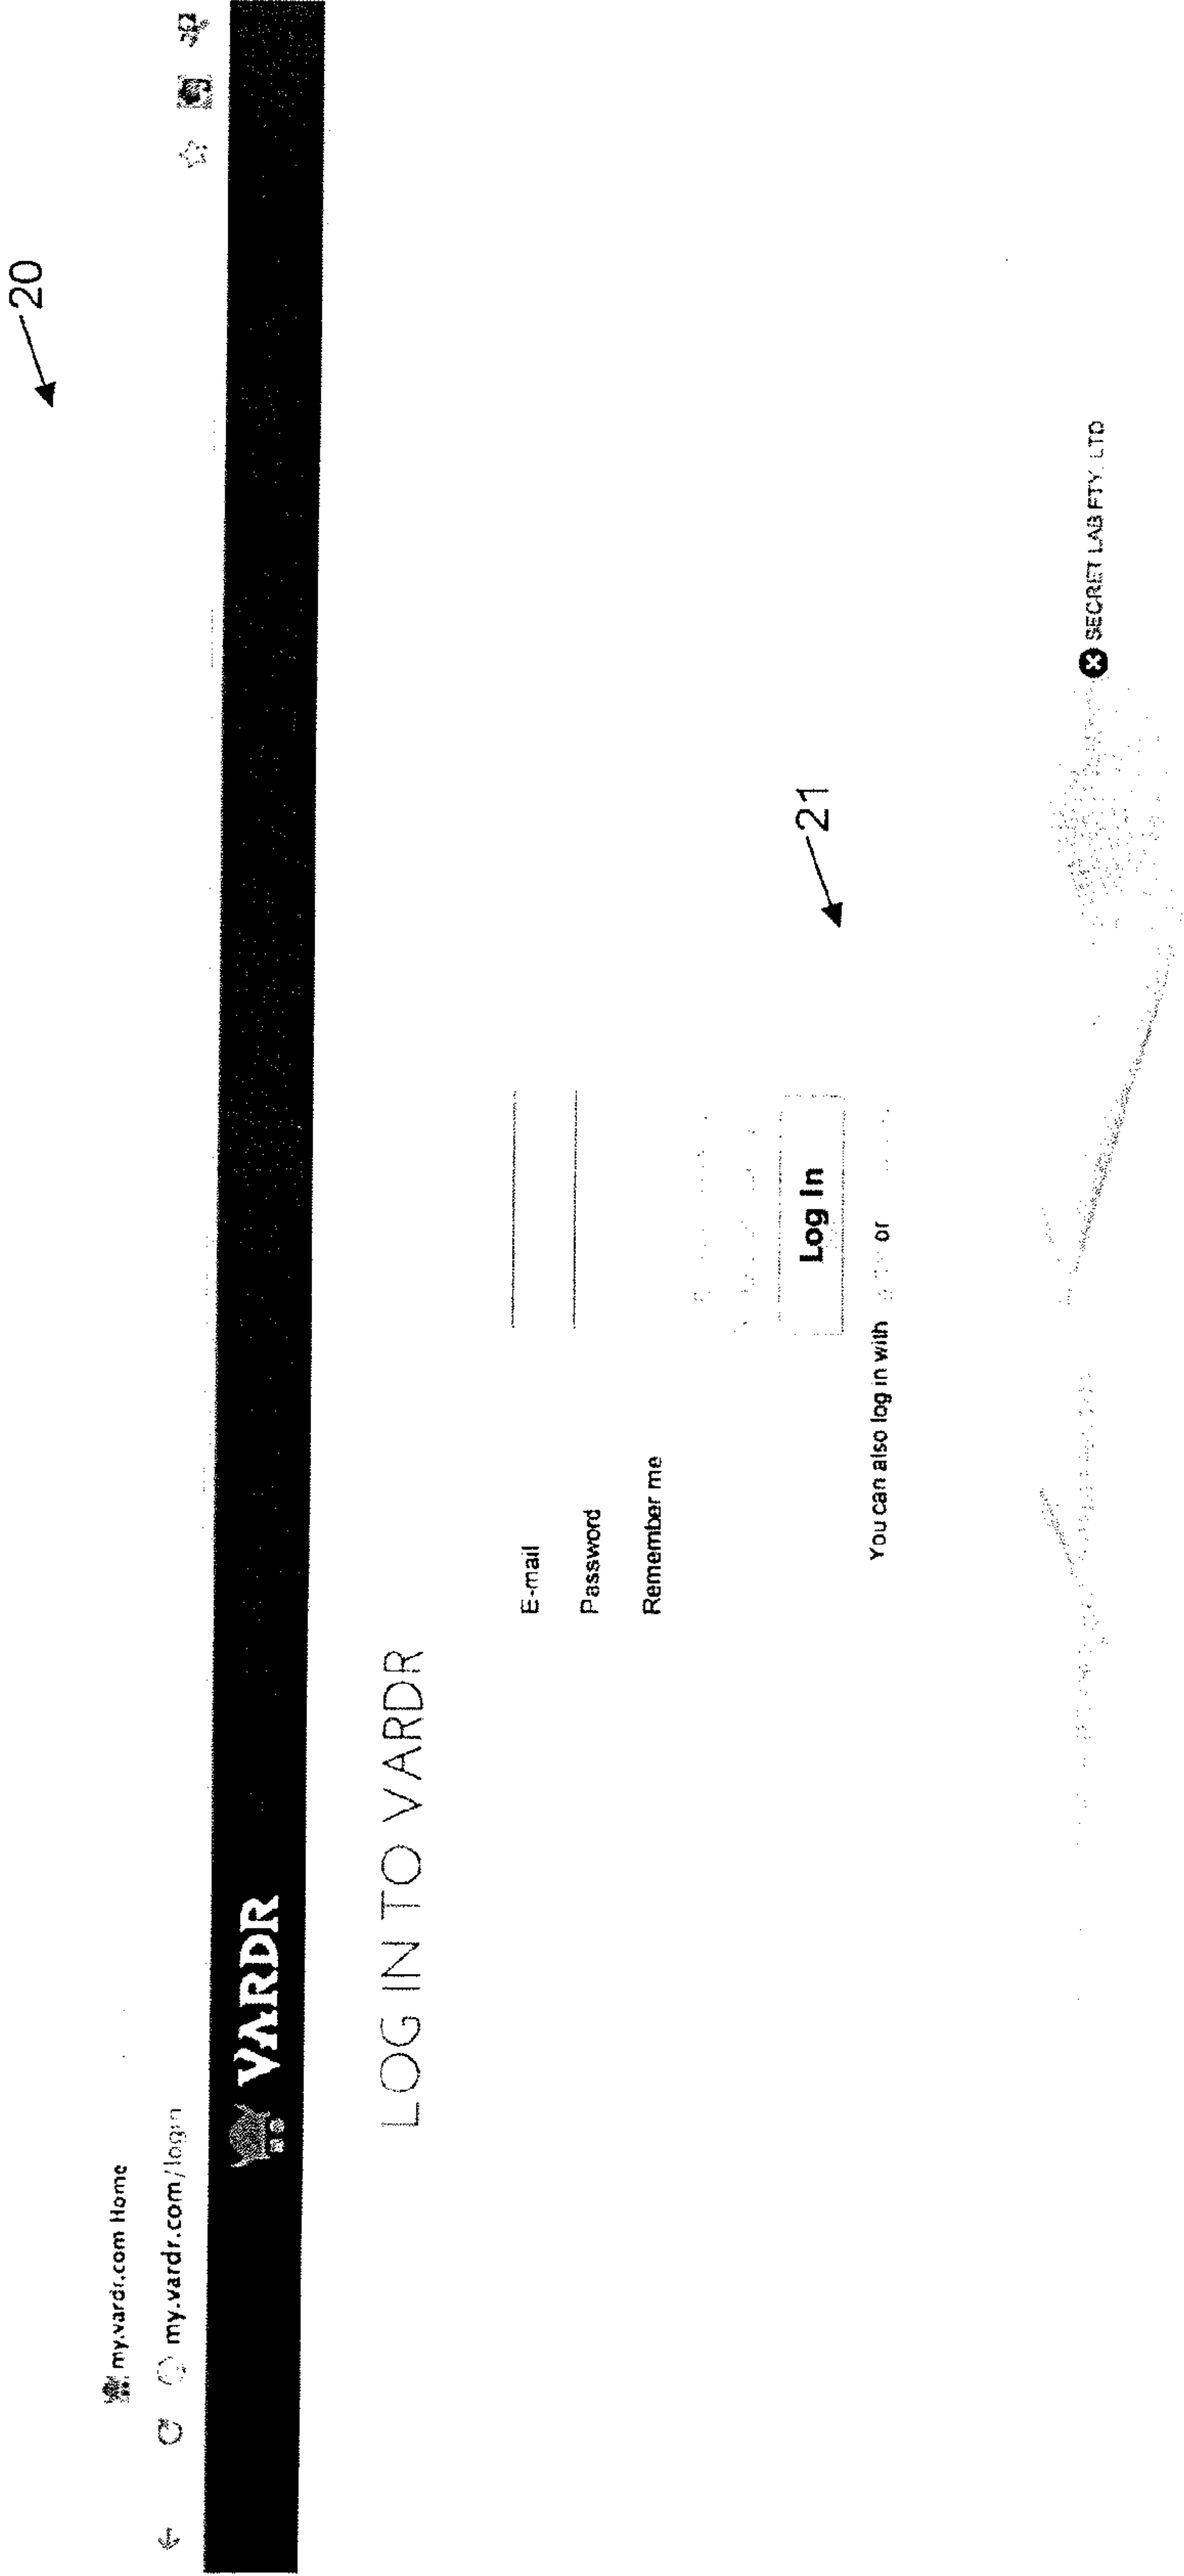 20
my.vardr.com Home
my.vardr.com/login
VARDR
LOG IN TO VARDR
E-mail
Password
Remember me
Log In
21
You can also log in with
or
SECRET LAB PTY. LTD